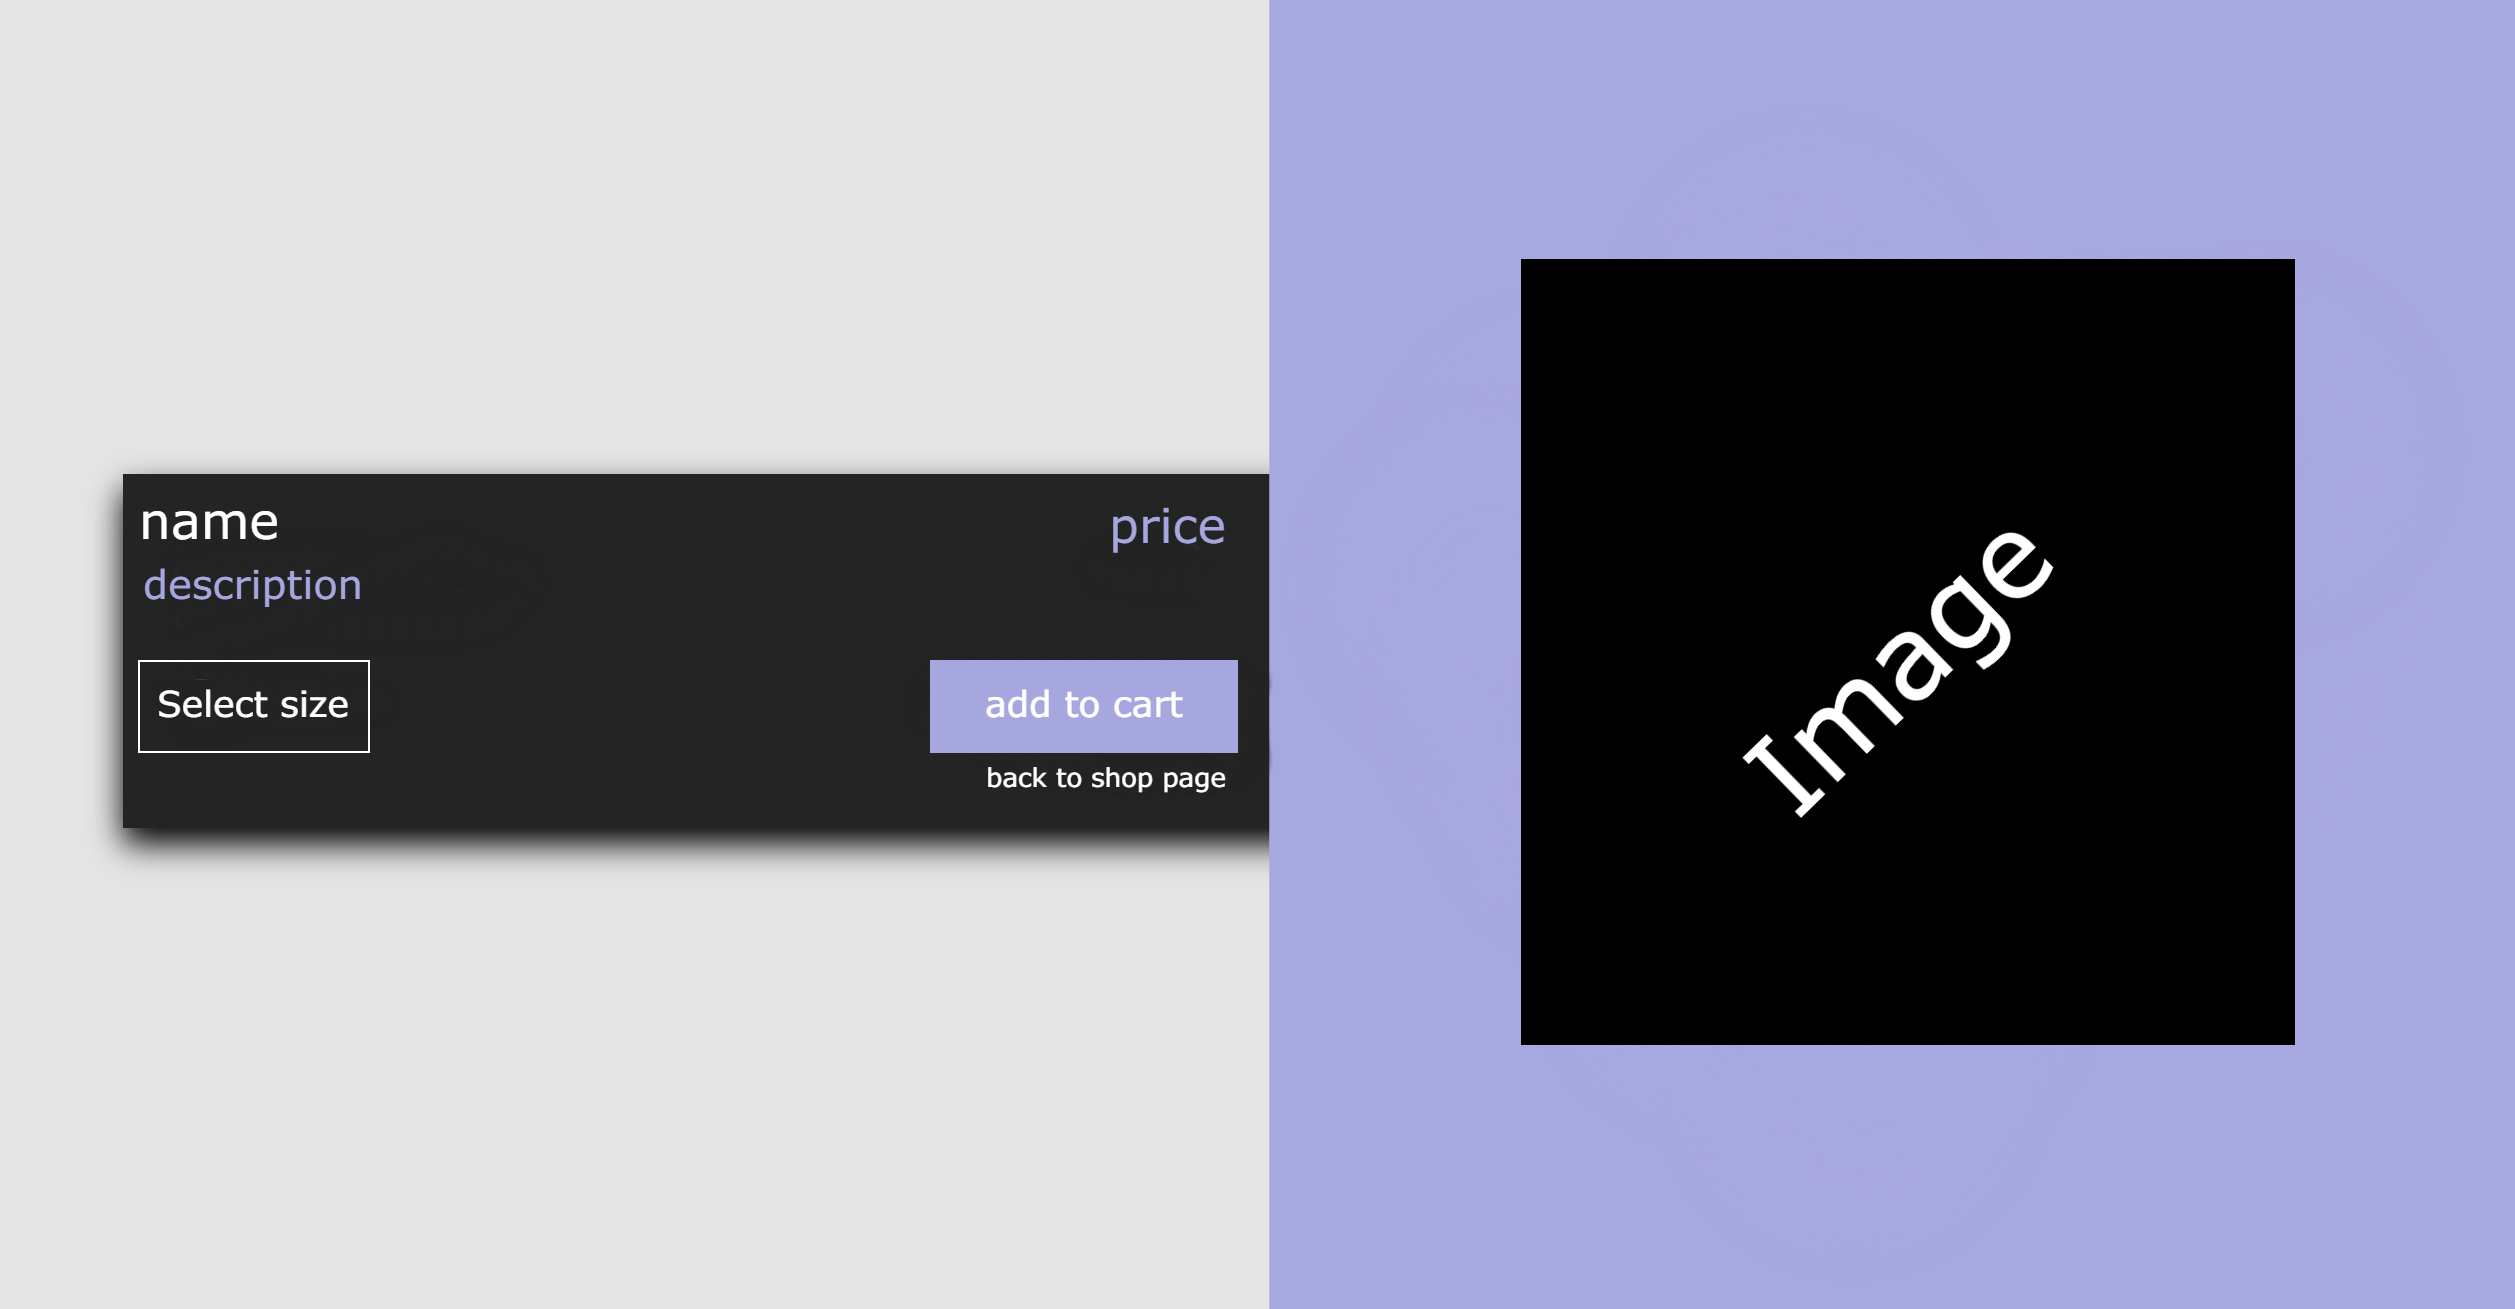 name
price
description
Select size
add to cart
back to shop page
Image